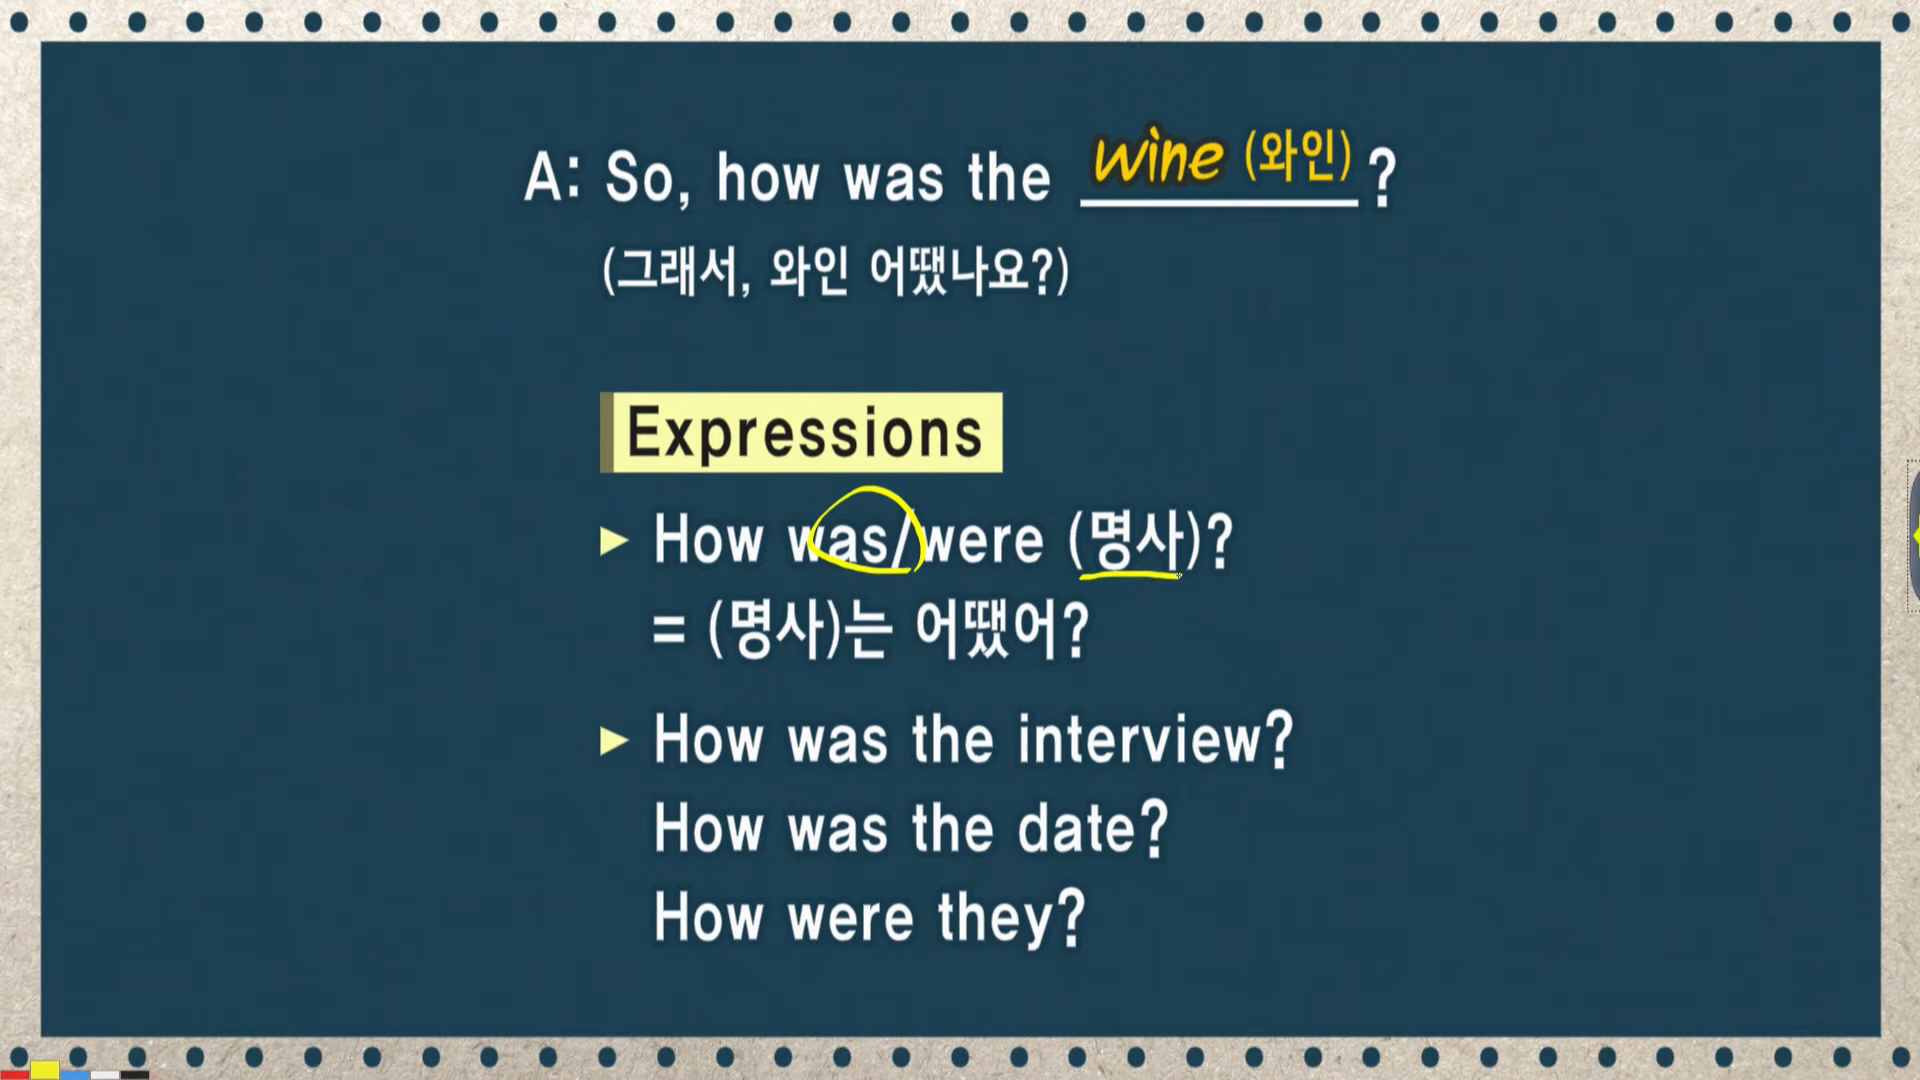 A: So, how was the wine (와인) ?
(그래서, 와인 어땠나요?)
Expressions
▶ How was/were (명사)?
= (명사)는 어땠어?
▶ How was the interview?
How was the date?
How were they?